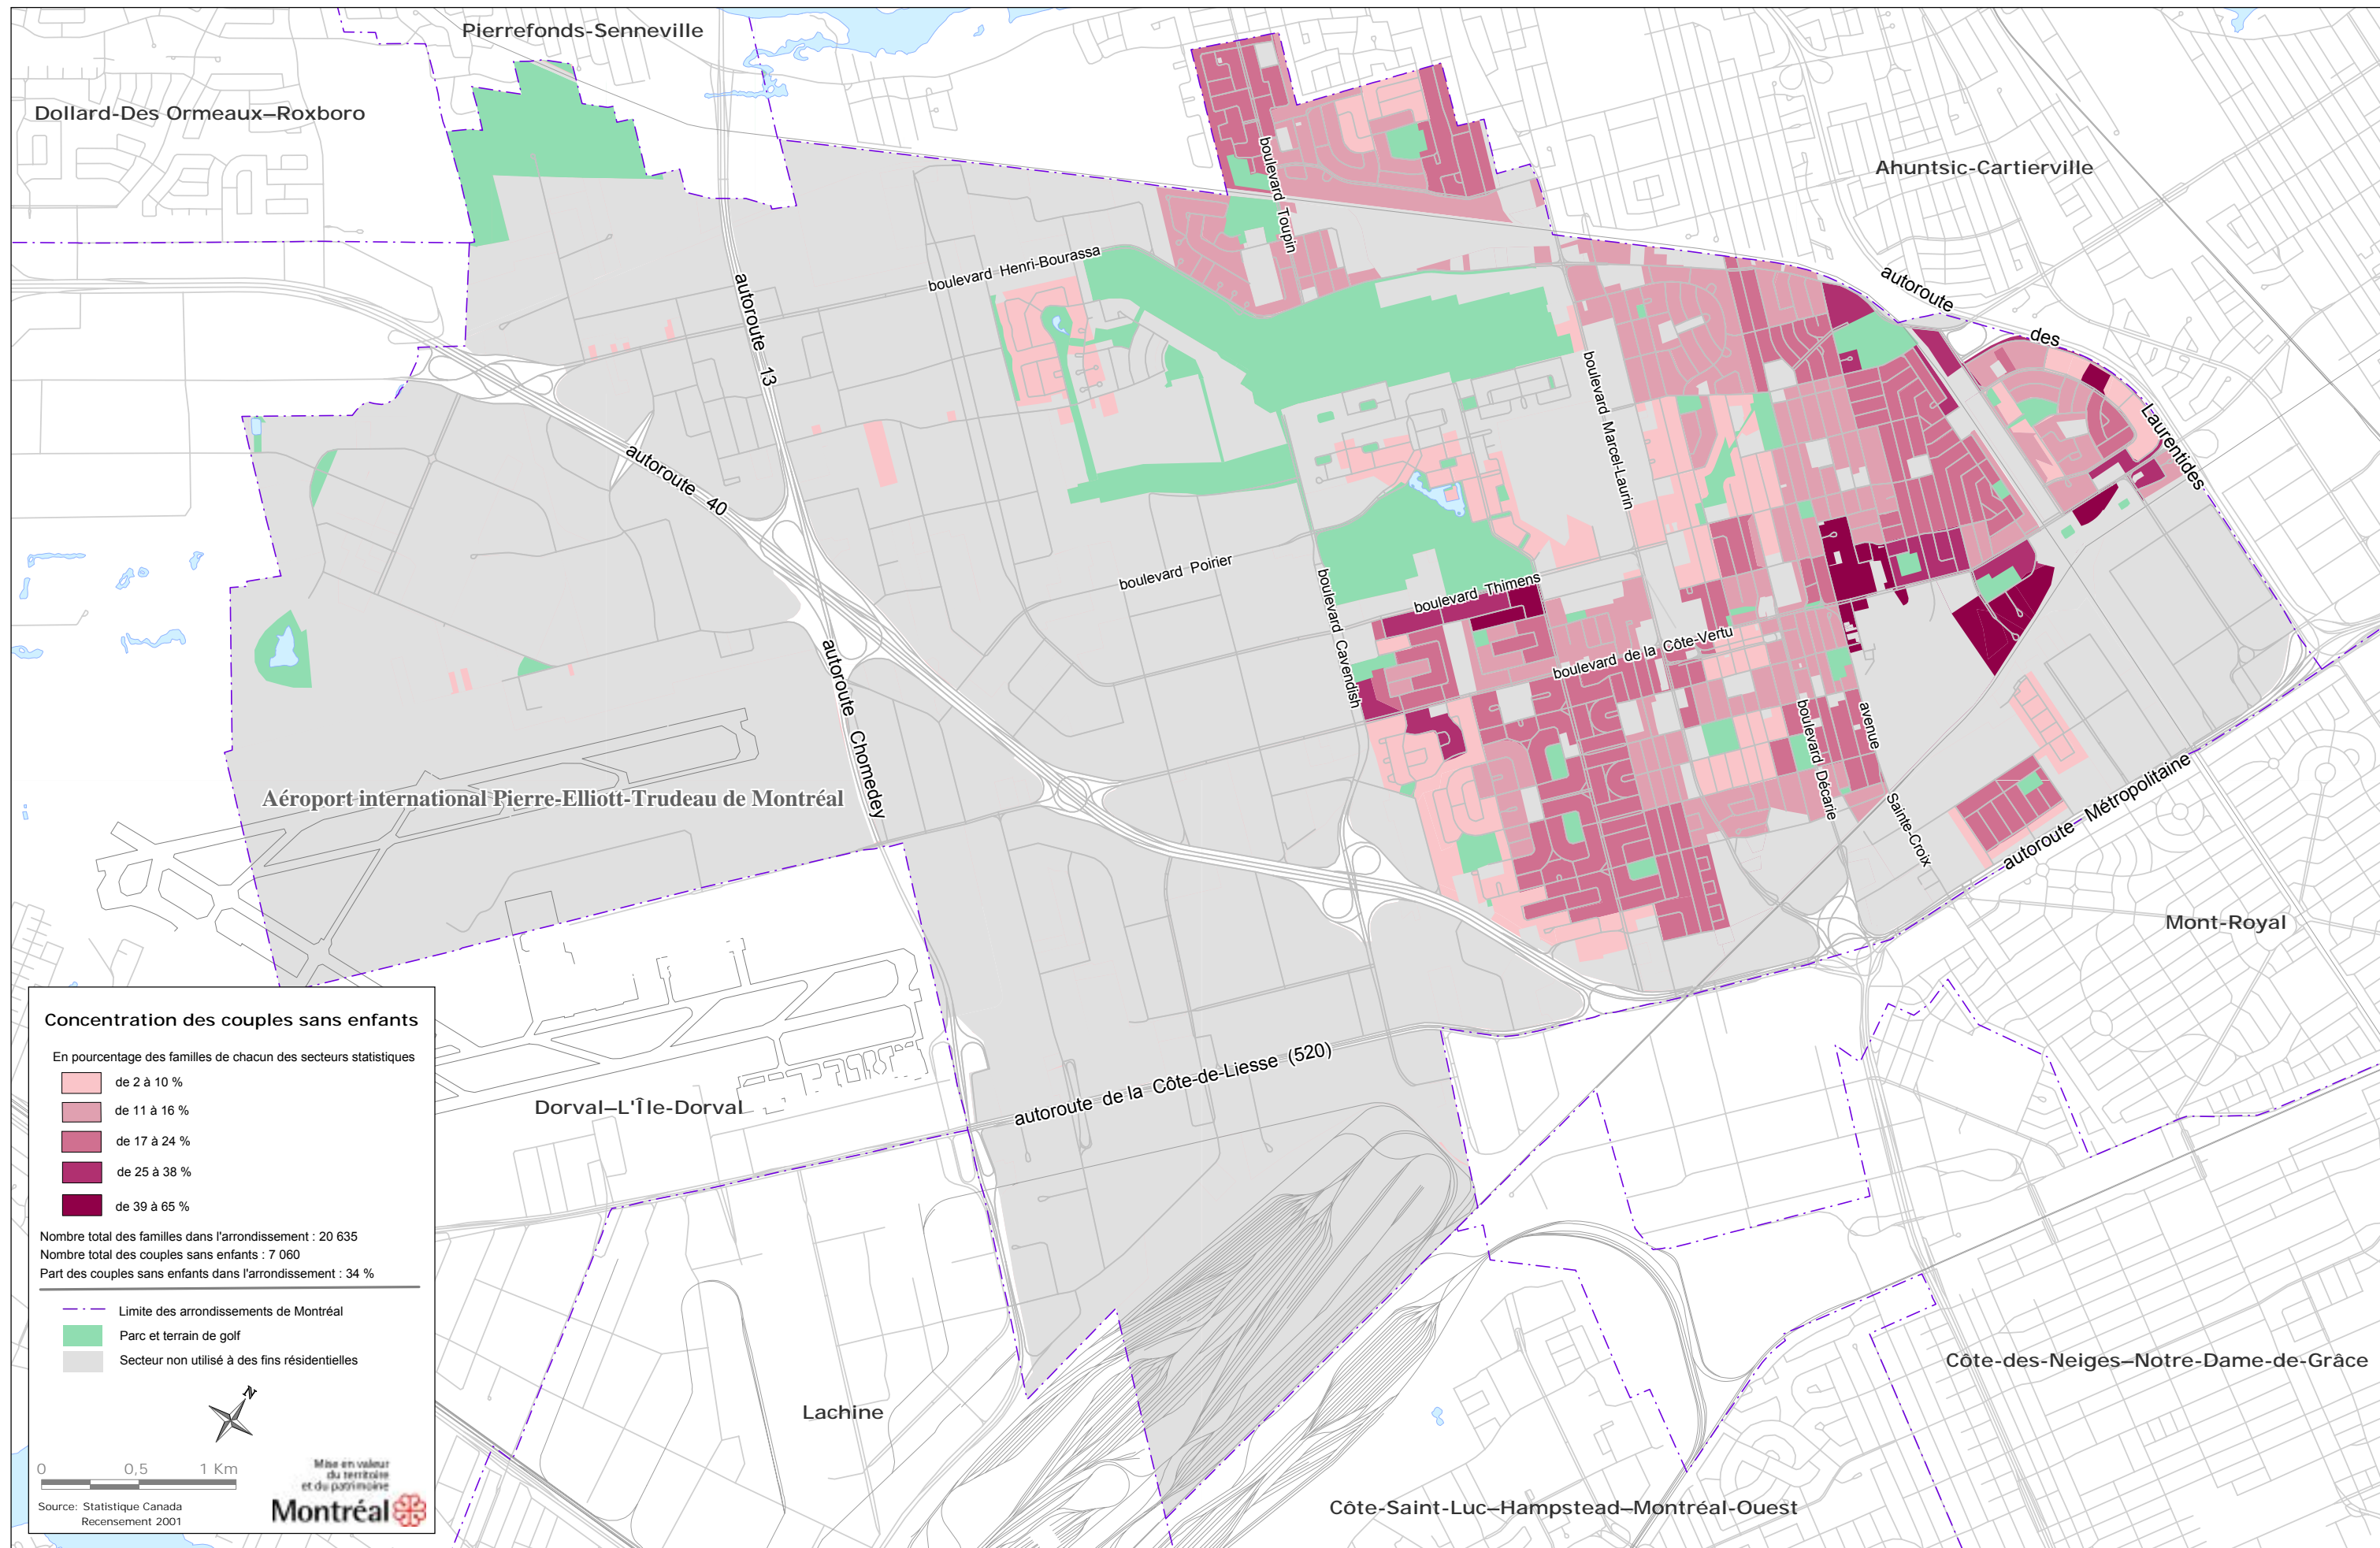 Pierrefonds-Senneville
Dollard-Des Ormeaux–Roxboro
Ahuntsic-Cartierville
boulevard Toupin
boulevard Henri-Bourassa
autoroute 13
autoroute des Laurentides
boulevard Marcel-Laurin
autoroute 40
boulevard Poirier
boulevard Thimens
boulevard Cavendish
boulevard de la Côte-Vertu
autoroute Chomedey
boulevard Décarie
avenue Sainte-Croix
autoroute Métropolitaine
Aéroport international Pierre-Elliott-Trudeau de Montréal
Mont-Royal
autoroute de la Côte-de-Liesse (520)
Dorval–L'Île-Dorval
Lachine
Côte-des-Neiges–Notre-Dame-de-Grâce
Côte-Saint-Luc–Hampstead–Montréal-Ouest
Concentration des couples sans enfants
En pourcentage des familles de chacun des secteurs statistiques
de 2 à 10 %
de 11 à 16 %
de 17 à 24 %
de 25 à 38 %
de 39 à 65 %
Nombre total des familles dans l'arrondissement : 20 635
Nombre total des couples sans enfants : 7 060
Part des couples sans enfants dans l'arrondissement : 34 %
Limite des arrondissements de Montréal
Parc et terrain de golf
Secteur non utilisé à des fins résidentielles
N
0 0,5 1 Km
Source: Statistique Canada
Recensement 2001
Mise en valeur
du territoire
et du patrimoine
Montréal